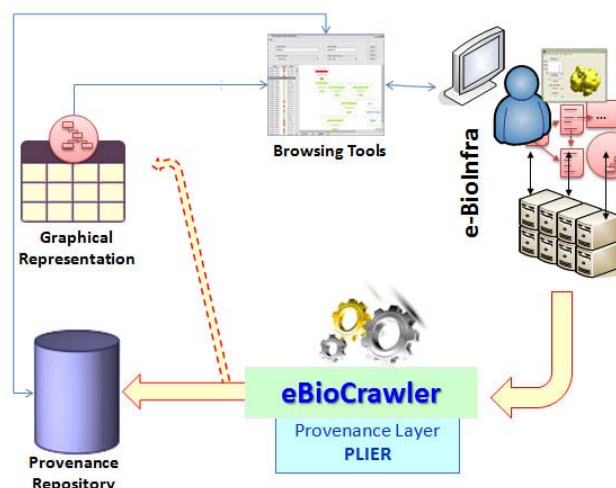 Browsing Tools
e-BioInfra
...
Graphical
Representation
eBioCrawler
Provenance Layer
PLIER
Provenance
Repository